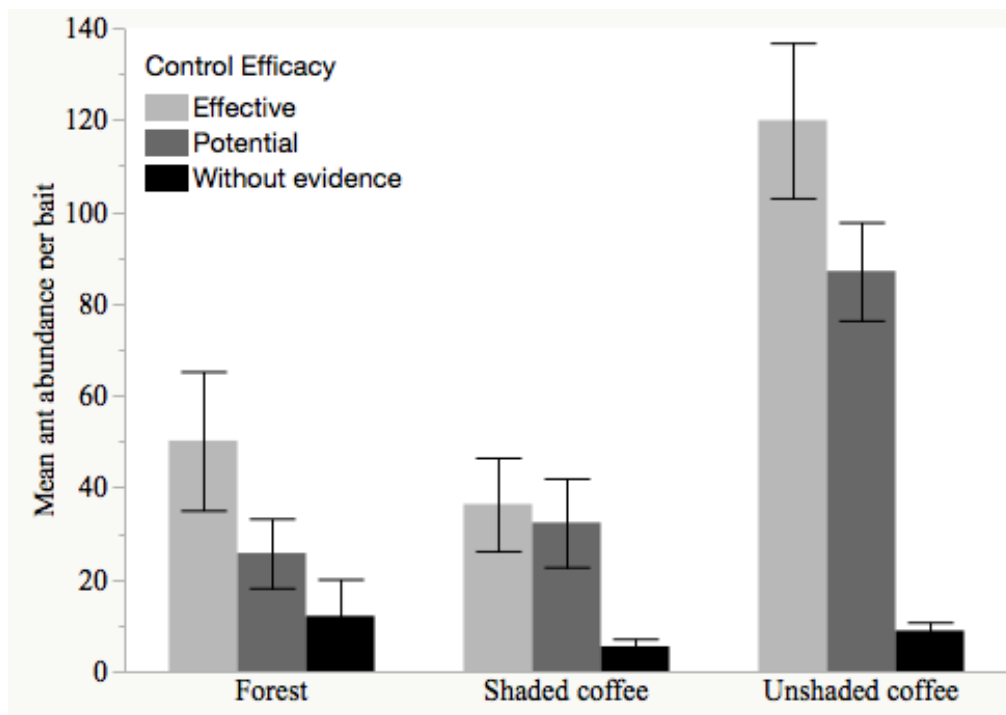 140
120
100
80
60
40
20
0
Mean ant abundance per bait
Control Efficacy
Effective
Potential
Without evidence
Forest
Shaded coffee
Unshaded coffee